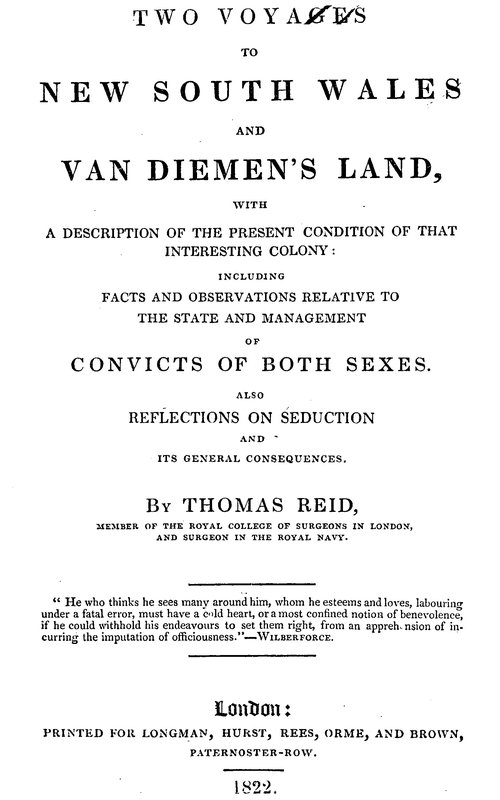 TWO VOYAGES
TO
NEW SOUTH WALES
AND
VAN DIEMEN'S LAND,
WITH
A DESCRIPTION OF THE PRESENT CONDITION OF THAT
INTERESTING COLONY:
INCLUDING
FACTS AND OBSERVATIONS RELATIVE TO
THE STATE AND MANAGEMENT
OF
CONVICTS OF BOTH SEXES.
ALSO
REFLECTIONS ON SEDUCTION
AND
ITS GENERAL CONSEQUENCES.
By THOMAS REID,
MEMBER OF THE ROYAL COLLEGE OF SURGEONS IN LONDON,
AND SURGEON IN THE ROYAL NAVY.
“ He who thinks he sees many around him, whom he esteems and loves, labouring
under a fatal error, must have a cold heart, or a most confined notion of benevolence,
if he could withhold his endeavours to set them right, from an apprehension of in-
curring the imputation of officiousness.”—WILBERFORCE.
London:
PRINTED FOR LONGMAN, HURST, REES, ORME, AND BROWN,
PATERNOSTER-ROW.
1822.